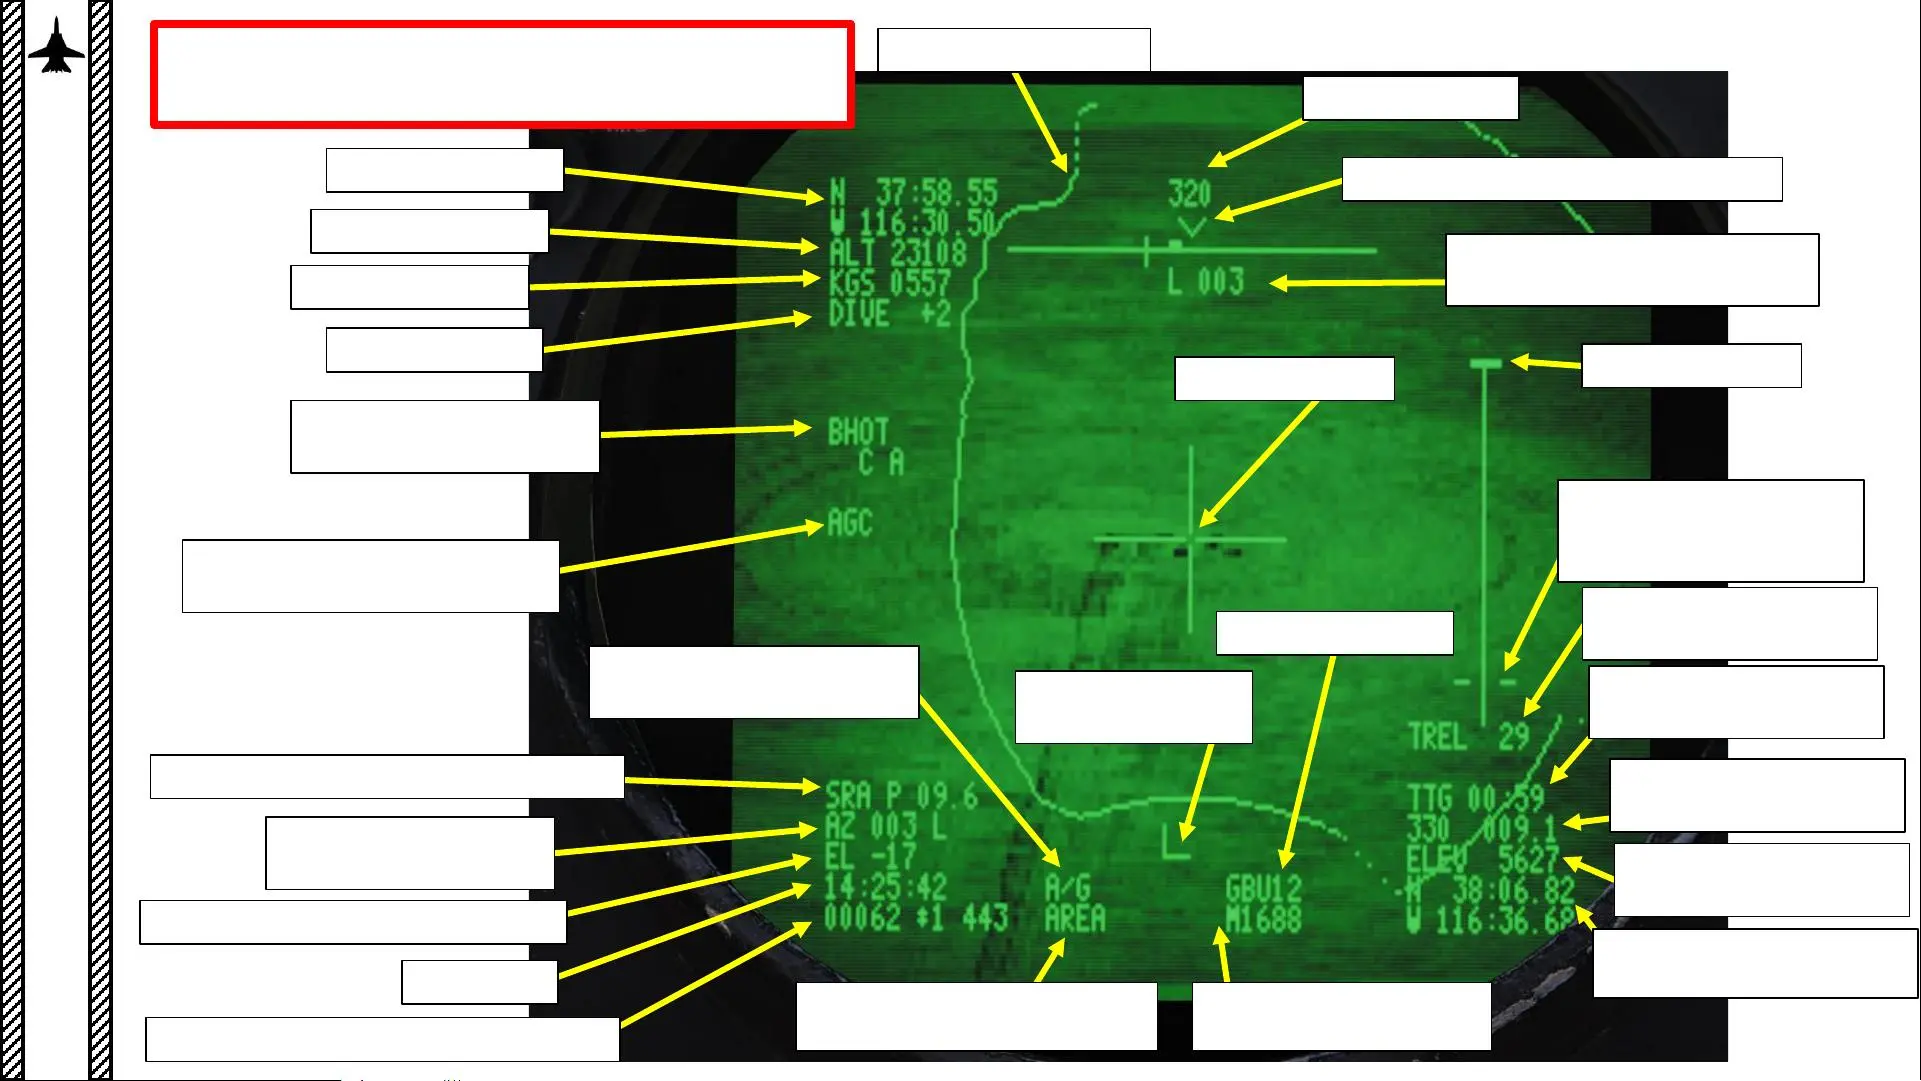 320
N 37:58.55
W 116:30.50
ALT 23108
KGS 0557
DIVE +2
L 003
BHOT
C A
AGC
TREL 29
SRA P 09.6
AZ 003 L
EL -17
14:25:42
00062 $1 443
A/G
AREA
GBU12
M1688
TTG 00:59
330 009.1
ELEV 5627
N 38:06.82
W 116:36.68